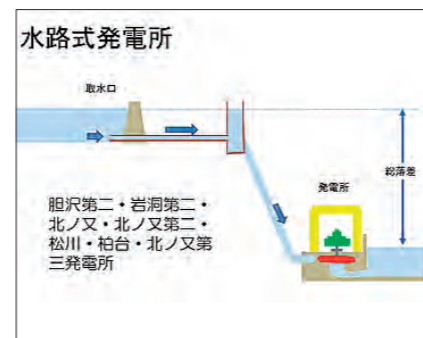 水路式発電所
取水口
総落差
発電所
胆沢第二・岩洞第二・
北ノ又・北ノ又第二・
松川・柏台・北ノ又第
三発電所